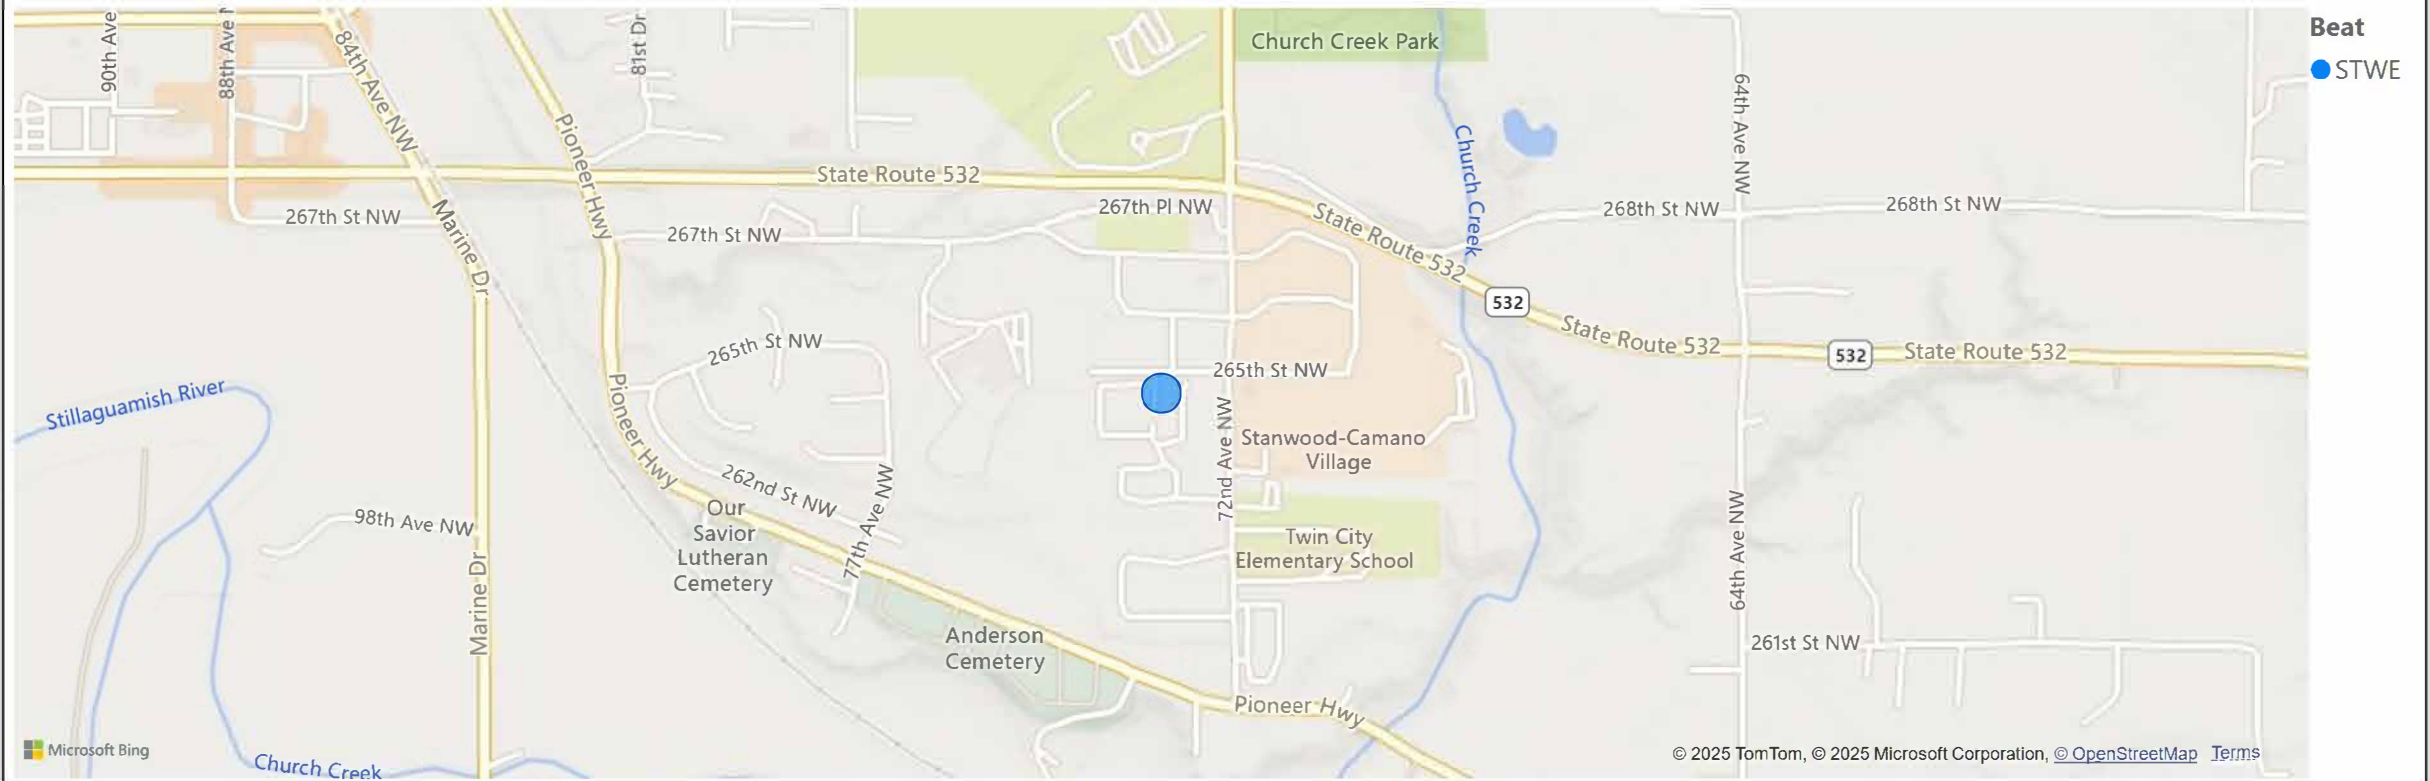 Beat
STWE
90th Ave
88th Ave N
84th Ave NW
81st Dr
Church Creek Park
64th Ave NW
Pioneer Hwy
Church Creek
State Route 532
267th St NW
Marine Dr
267th St NW
267th Pl NW
State Route 532
268th St NW
268th St NW
532
State Route 532
532
State Route 532
265th St NW
265th St NW
Stillaguamish River
Pioneer Hwy
72nd Ave NW
Stanwood-Camano
Village
262nd St NW
77th Ave NW
98th Ave NW
Our
Savior
Lutheran
Cemetery
Twin City
Elementary School
64th Ave NW
Marine Dr
Anderson
Cemetery
261st St NW
Pioneer Hwy
Microsoft Bing
Church Creek
© 2025 TomTom, © 2025 Microsoft Corporation, © OpenStreetMap Terms